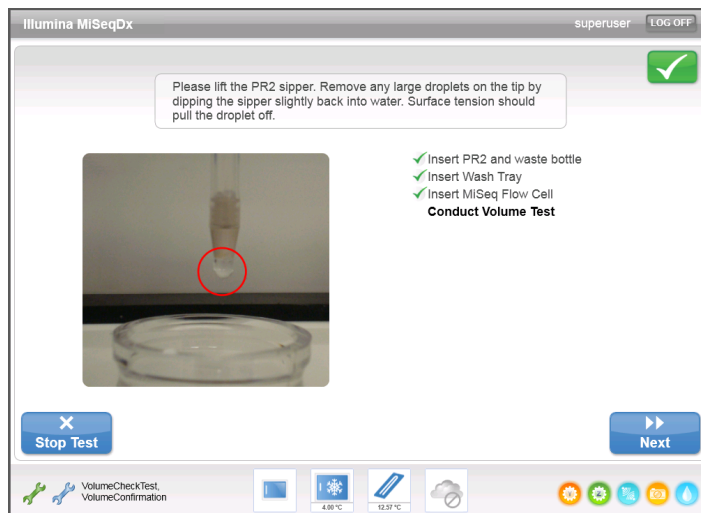 Illumina MiSeqDx
superuser
LOG OFF
Please lift the PR2 sipper. Remove any large droplets on the tip by
dipping the sipper slightly back into water. Surface tension should
pull the droplet off.
Insert PR2 and waste bottle
Insert Wash Tray
Insert MiSeq Flow Cell
Conduct Volume Test
Stop Test
Next
VolumeCheckTest,
VolumeConfirmation
4.00 °C
12.57 °C